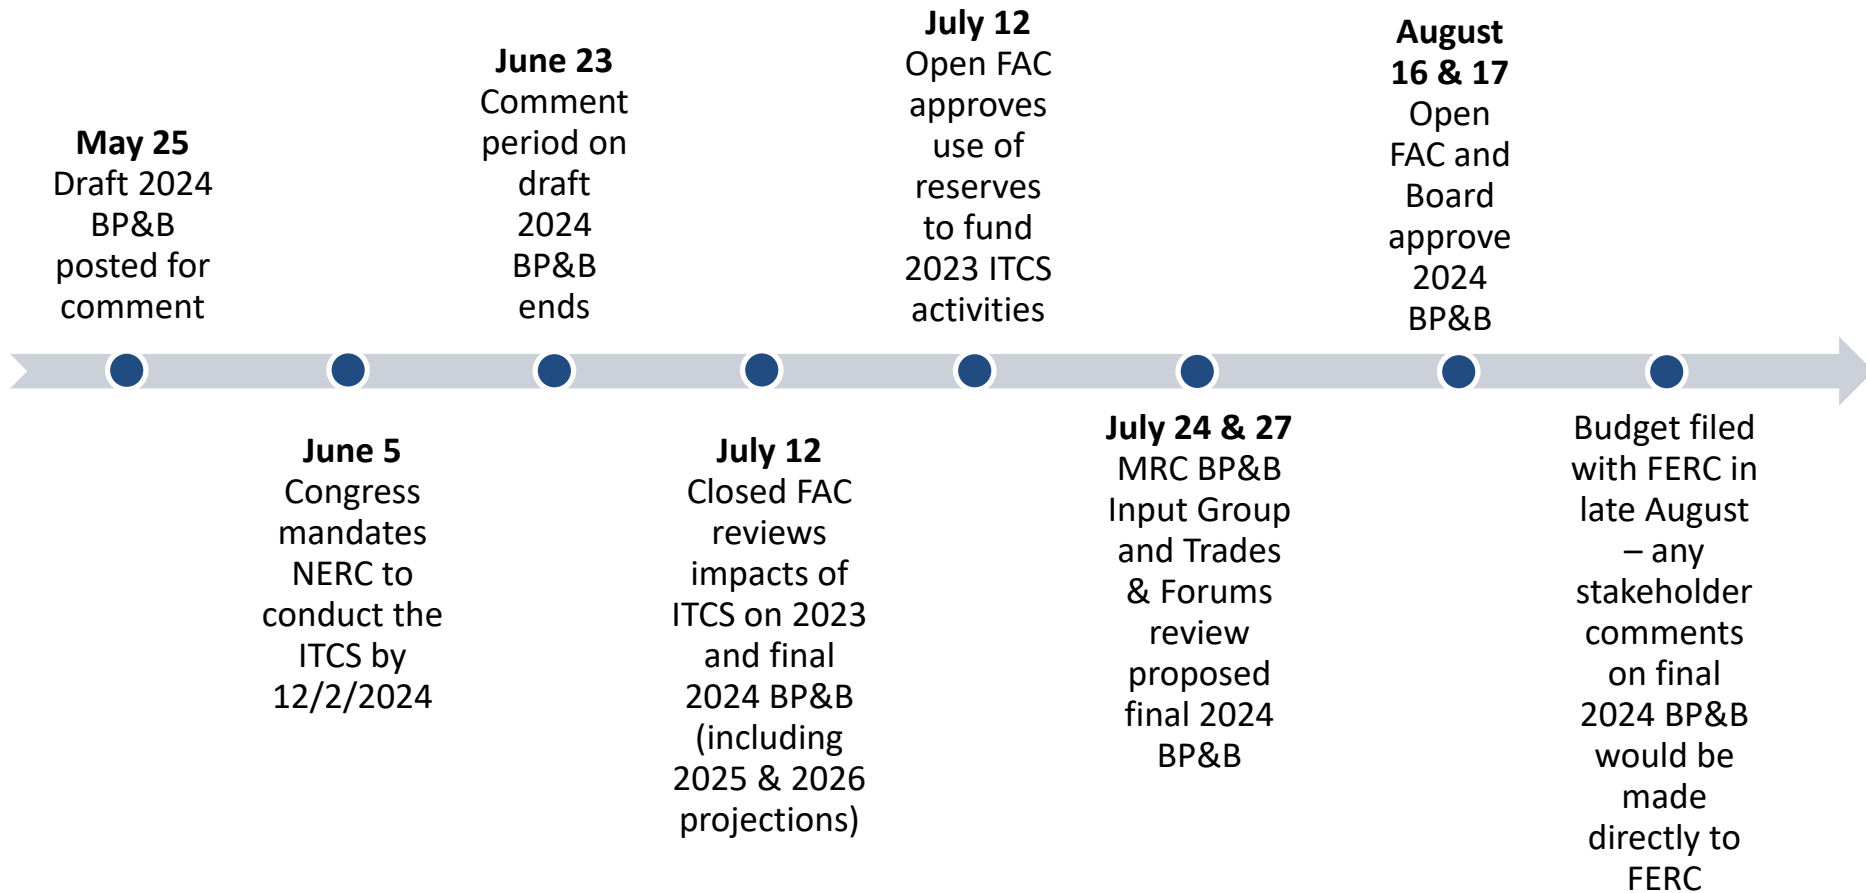 May 25
Draft 2024
BP&B
posted for
comment
June 5
Congress
mandates
NERC to
conduct the
ITCS by
12/2/2024
June 23
Comment
period on
draft
2024
BP&B
ends
July 12
Closed FAC
reviews
impacts of
ITCS on 2023
and final
2024 BP&B
(including
2025 & 2026
projections)
July 12
Open FAC
approves
use of
reserves
to fund
2023 ITCS
activities
July 24 & 27
MRC BP&B
Input Group
and Trades
& Forums
review
proposed
final 2024
BP&B
August
16 & 17
Open
FAC and
Board
approve
2024
BP&B
Budget filed
with FERC in
late August
– any
stakeholder
comments
on final
2024 BP&B
would be
made
directly to
FERC